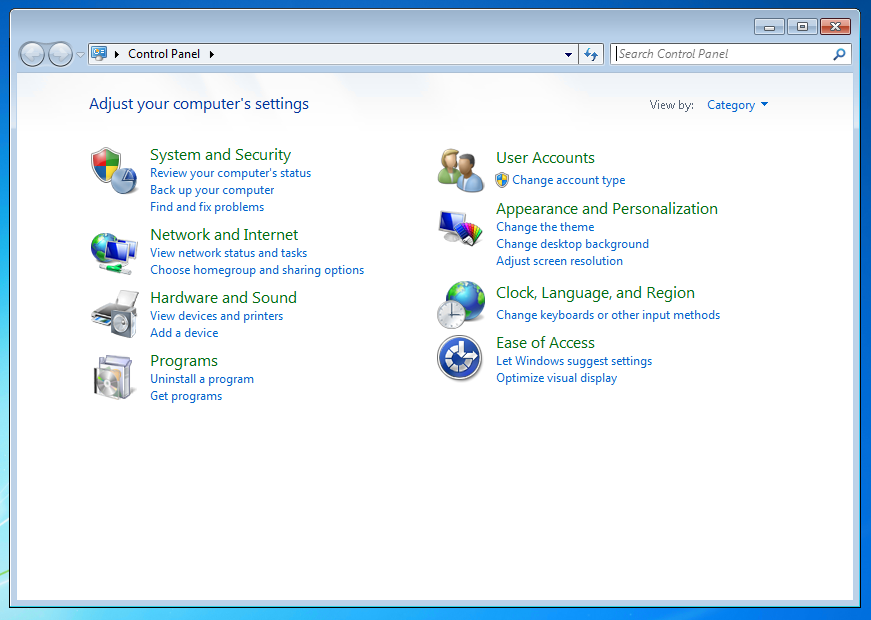 Control Panel
Search Control Panel
Adjust your computer's settings
View by: Category
System and Security
Review your computer's status
Back up your computer
Find and fix problems
Network and Internet
View network status and tasks
Choose homegroup and sharing options
Hardware and Sound
View devices and printers
Add a device
Programs
Uninstall a program
Get programs
User Accounts
Change account type
Appearance and Personalization
Change the theme
Change desktop background
Adjust screen resolution
Clock, Language, and Region
Change keyboards or other input methods
Ease of Access
Let Windows suggest settings
Optimize visual display